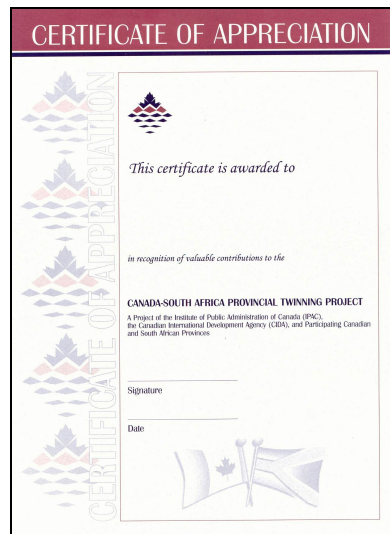 CERTIFICATE OF APPRECIATION
CERTIFICATE OF APPRECIATION
This certificate is awarded to
in recognition of valuable contributions to the
CANADA-SOUTH AFRICA PROVINCIAL TWINNING PROJECT
A Project of the Institute of Public Administration of Canada (IPAC),
the Canadian International Development Agency (CIDA), and Participating Canadian
and South African Provinces
Signature
Date